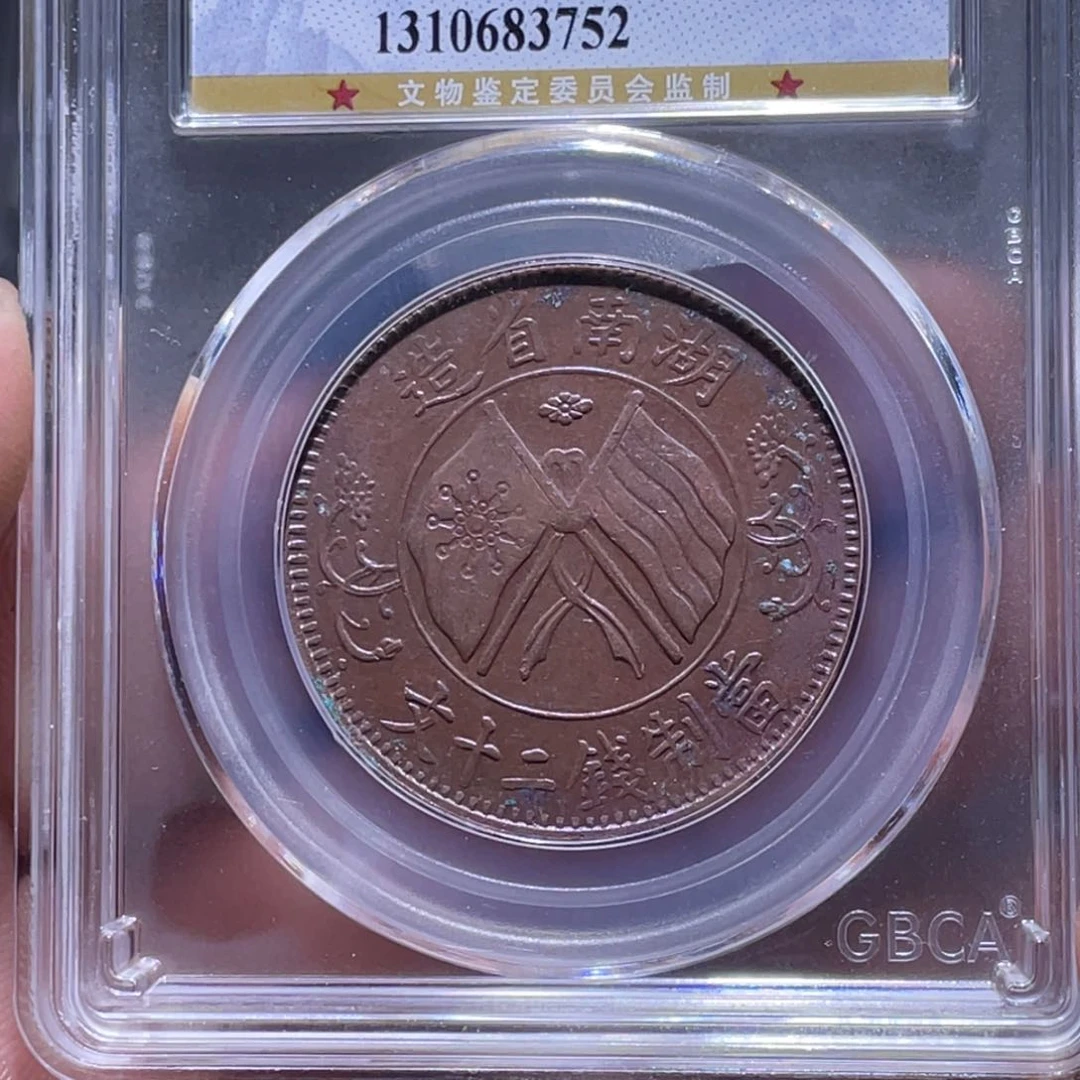 1310683752
文物鉴定委员会监制
湖南省造
當制錢二十文
GBCA®